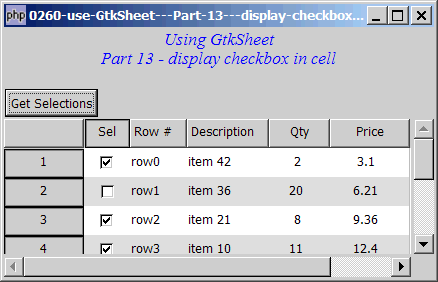 php 0260-use-GtkSheet---Part-13---display-checkbox...
Using GtkSheet
Part 13 - display checkbox in cell
Get Selections
Sel Row # Description Qty Price
1 row0 item 42 2 3.1
2 row1 item 36 20 6.21
3 row2 item 21 8 9.36
4 row3 item 10 11 12.4